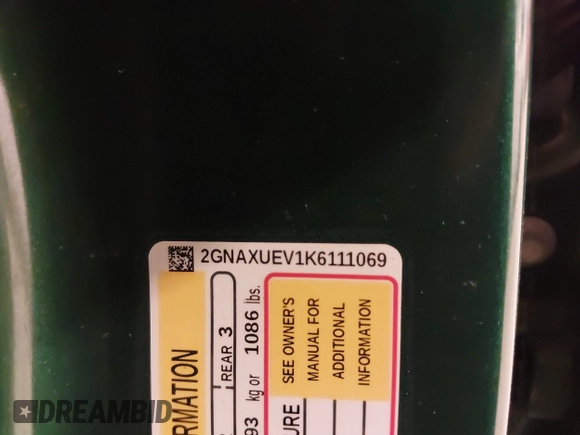 2GNAXUEV1K6111069
RMATION
REAR 3
93 kg or 1086 lbs.
SEE OWNER'S
MANUAL FOR
ADDITIONAL
INFORMATION
URE
DREAMBID